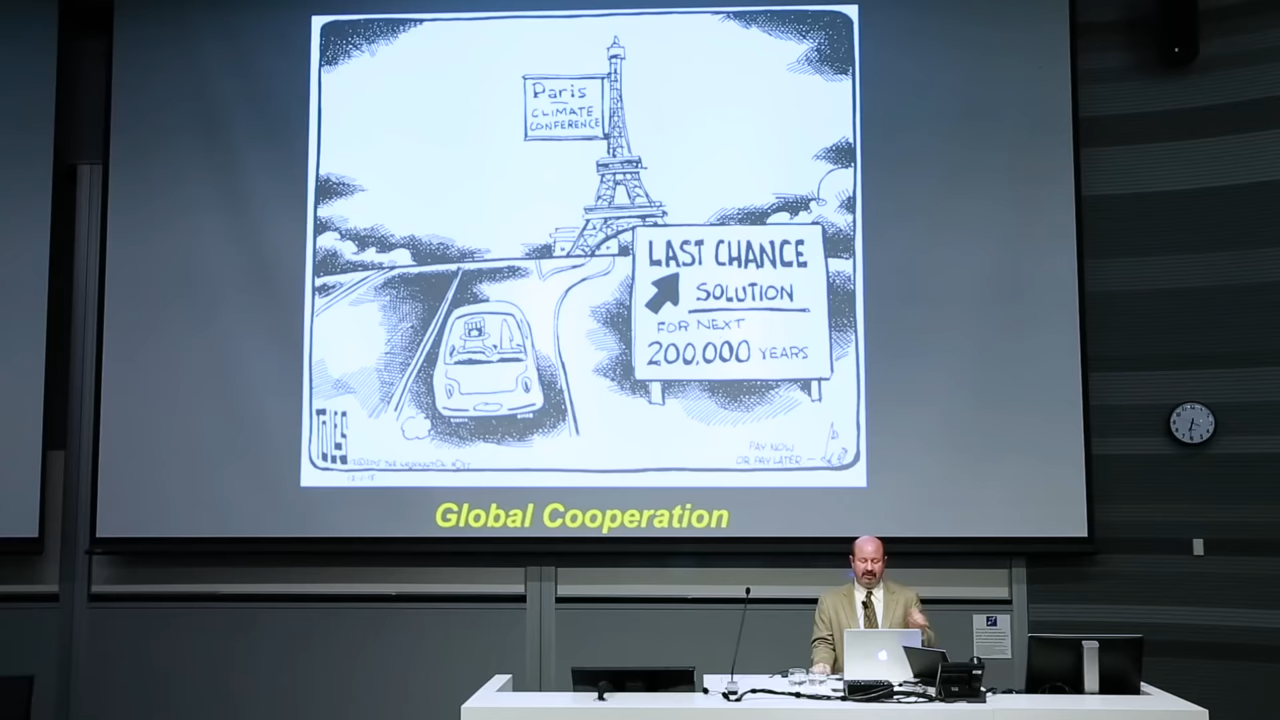 Paris
CLIMATE
CONFERENCE
LAST CHANCE
SOLUTION
FOR NEXT
200,000 YEARS
TOLES
PAY NOW
OR PAY LATER —
Global Cooperation